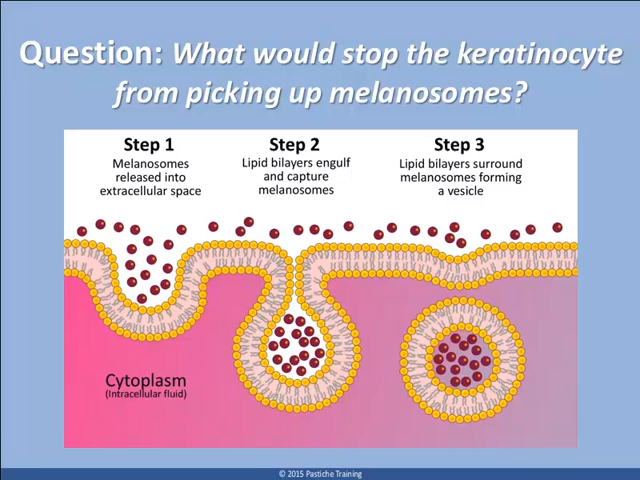 Question: What would stop the keratinocyte
from picking up melanosomes?
Step 1
Melanosomes
released into
extracellular space
Step 2
Lipid bilayers engulf
and capture
melanosomes
Step 3
Lipid bilayers surround
melanosomes forming
a vesicle
Cytoplasm
(Intracellular fluid)
© 2015 Pastiche Training